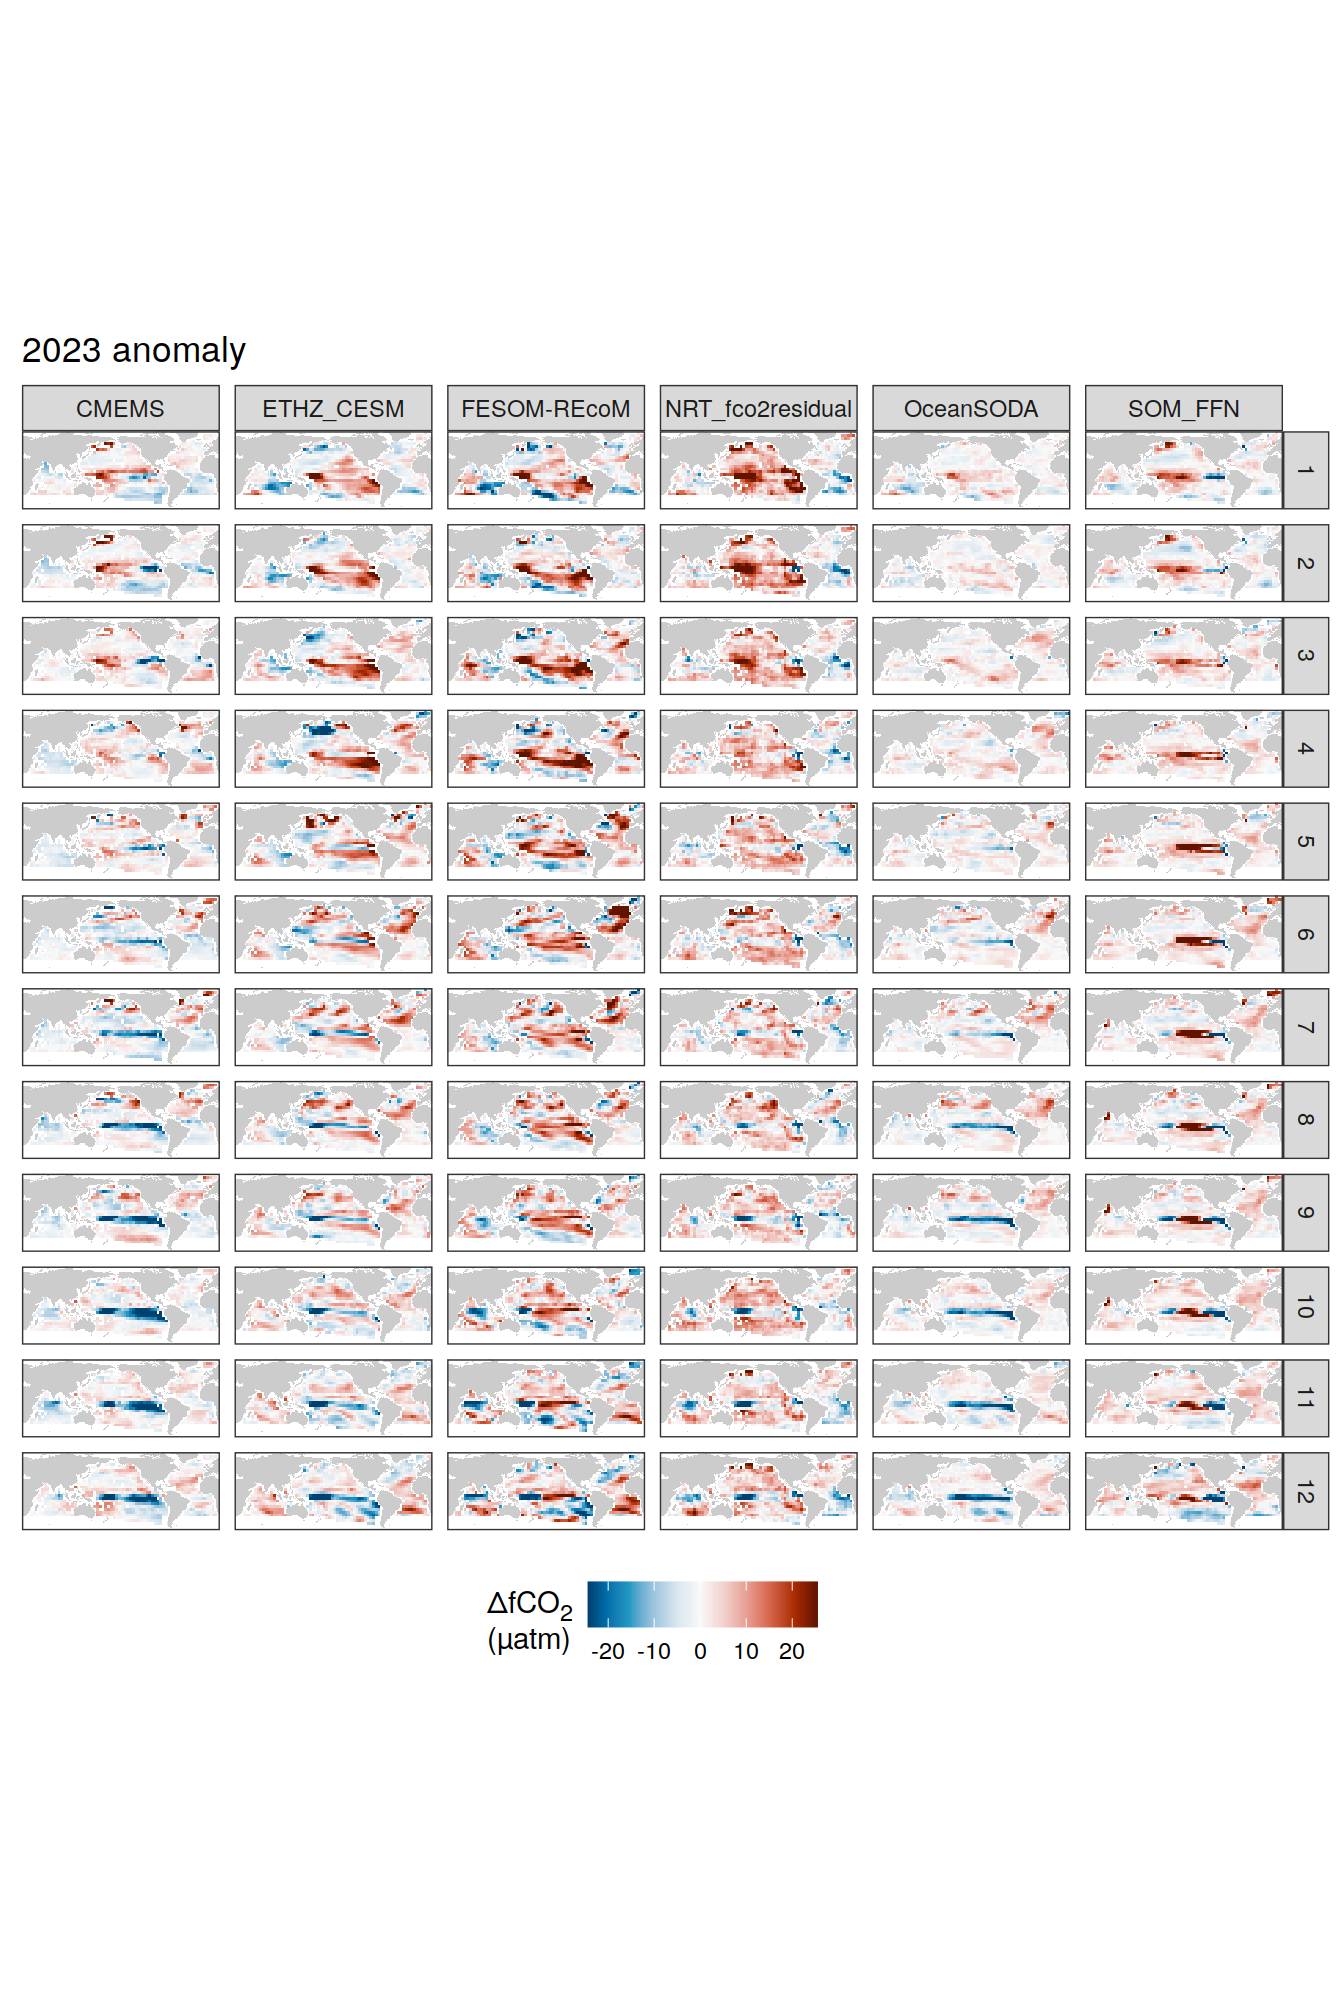 2023 anomaly
CMEMS ETHZ_CESM FESOM-REcoM NRT_fco2residual OceanSODA SOM_FFN
1
2
3
4
5
6
7
8
9
10
11
12
ΔfCO₂
(µatm)
-20 -10 0 10 20